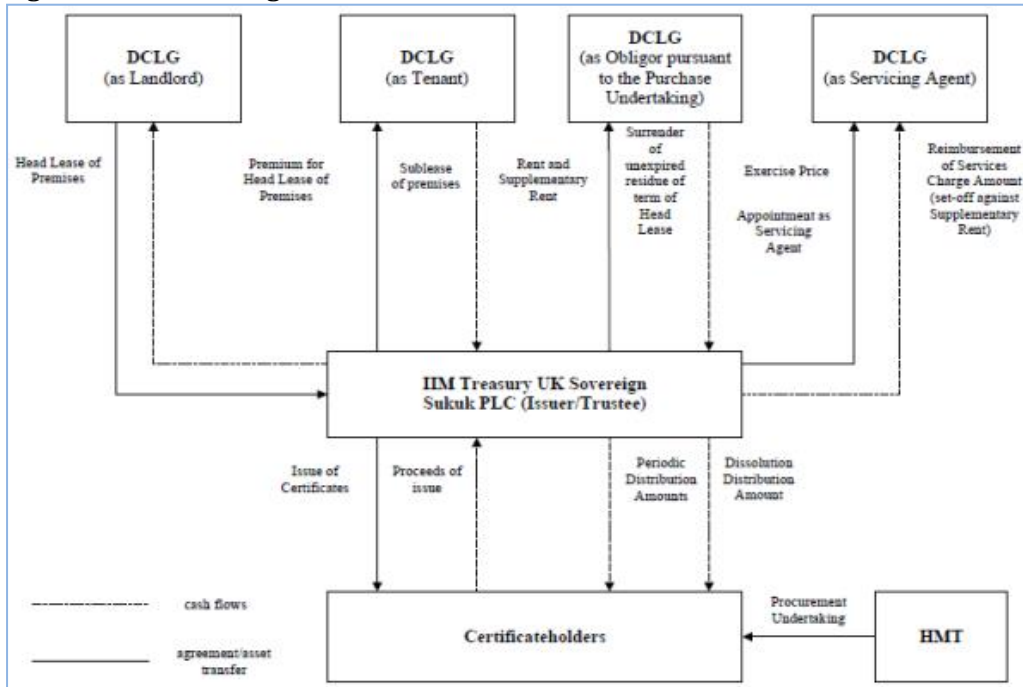 DCLG
(as Landlord)
DCLG
(as Tenant)
DCLG
(as Obligor pursuant
to the Purchase
Undertaking)
DCLG
(as Servicing Agent)
Head Lease of
Premises
Premium for
Head Lease of
Premises
Sublease
of premises
Rent and
Supplementary
Rent
Surrender
of
unexpired
residue of
term of
Head
Lease
Exercise Price
Appointment as
Servicing
Agent
Reimbursement
of Services
Charge Amount
(set-off against
Supplementary
Rent)
HM Treasury UK Sovereign
Sukuk PLC (Issuer/Trustee)
Issue of
Certificates
Proceeds of
issue
Periodic
Distribution
Amounts
Dissolution
Distribution
Amount
cash flows
agreement/asset
transfer
Certificateholders
Procurement
Undertaking
HMT